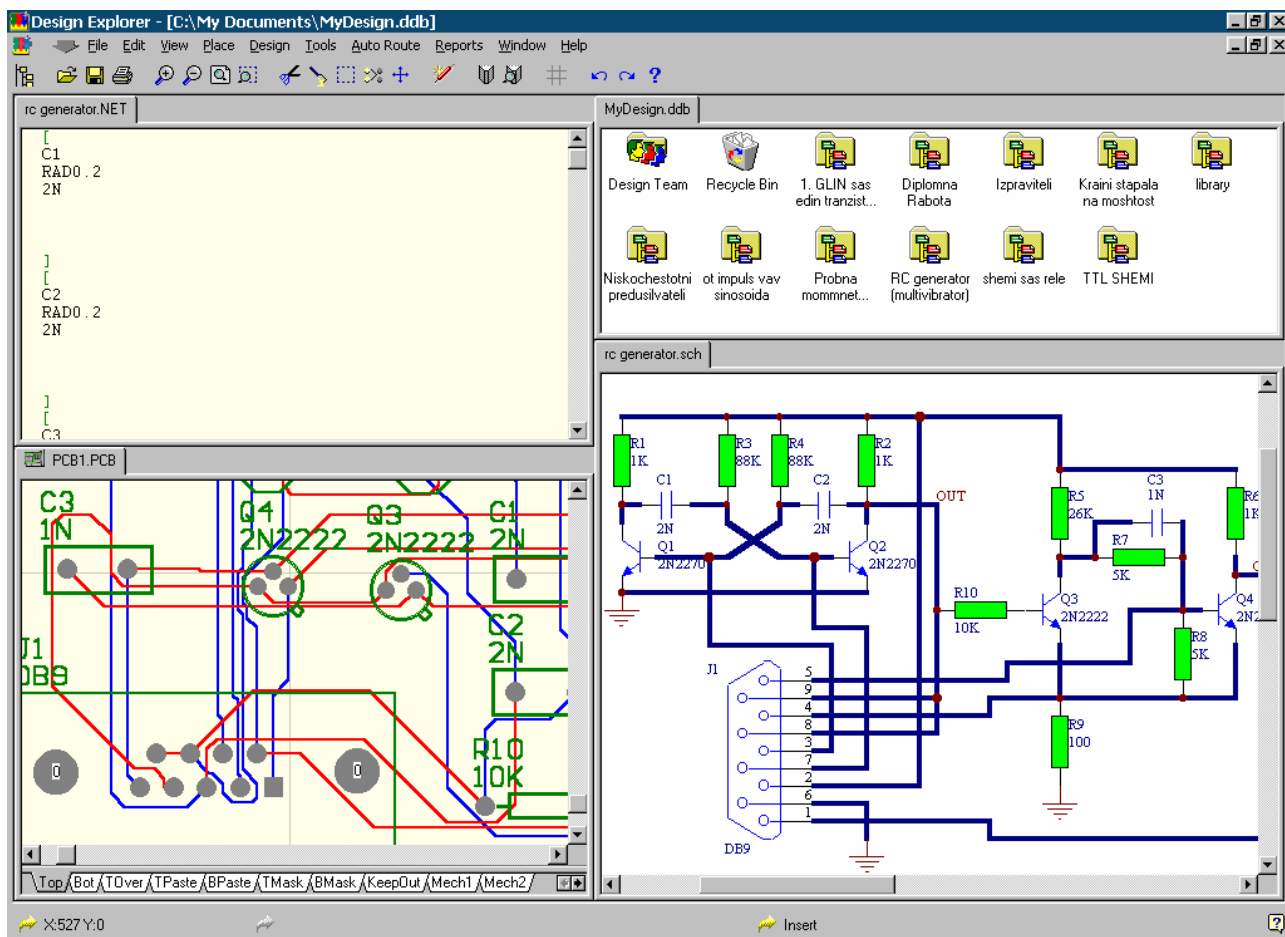 Design Explorer - [C:\My Documents\MyDesign.ddb]
File Edit View Place Design Tools Auto Route Reports Window Help
rc generator.NET
[
C1
RAD0.2
2N
]
[
C2
RAD0.2
2N
]
[
C3
MyDesign.ddb
Design Team
Recycle Bin
1. GLIN sas
edin tranzist...
Diplomna
Rabota
Izpraviteli
Kraini stapala
na moshtost
library
Niskochestotni
predusilvateli
ot impuls vav
sinosoida
Probna
mommnet...
RC generator
(multivibrator)
shemi sas rele
TTL SHEMI
PCB1.PCB
C3
1N
Q4
2N2222
Q3
2N2222
C1
2N
C2
2N
J1
DB9
0
0
R10
10K
Top Bot TOver TPaste BPaste TMask BMask KeepOut Mech1 Mech2
rc generator.sch
R1
1K
R3
88K
R4
88K
R2
1K
C1
2N
C2
2N
Q1
2N2270
Q2
2N2270
OUT
R5
26K
C3
1N
R6
1K
R7
5K
R10
10K
Q3
2N2222
Q4
R8
5K
R9
100
J1
5
9
4
8
3
7
2
6
1
DB9
X:527 Y:0
Insert